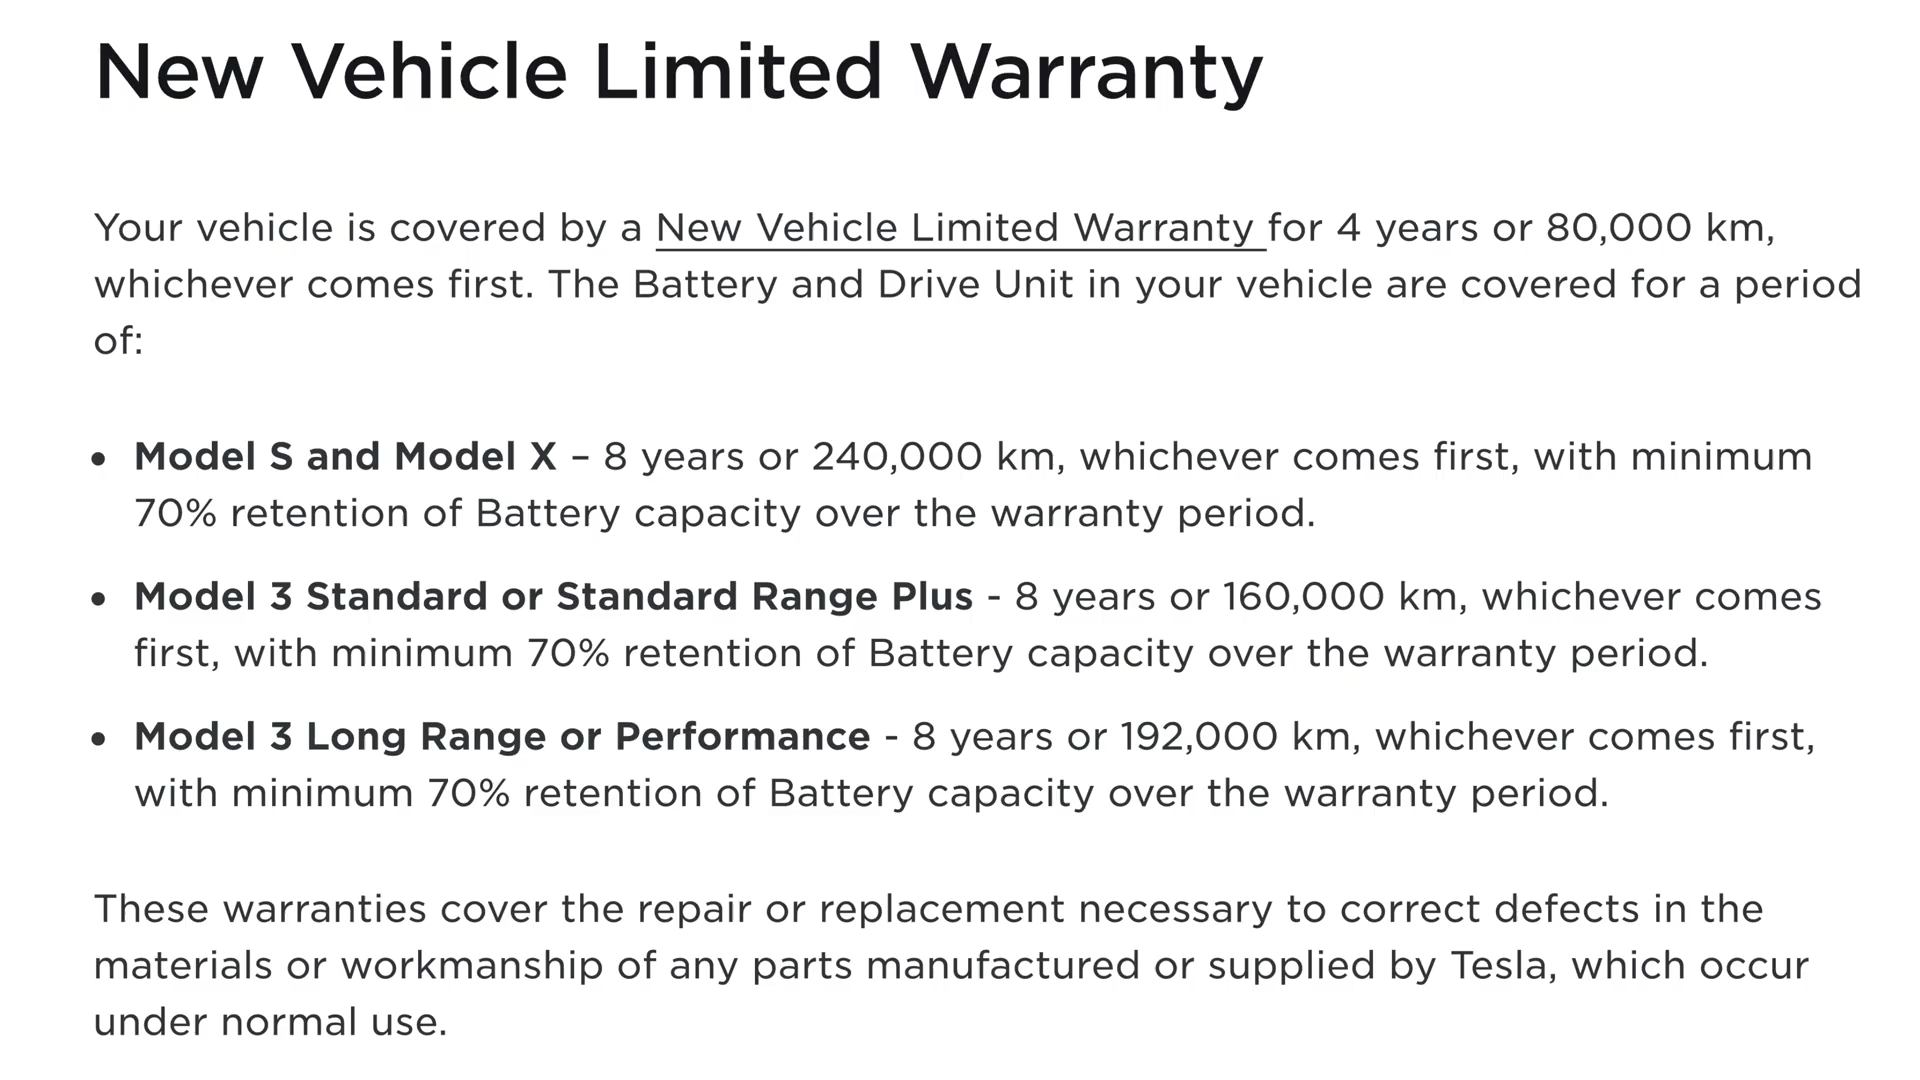 New Vehicle Limited Warranty
Your vehicle is covered by a New Vehicle Limited Warranty for 4 years or 80,000 km,
whichever comes first. The Battery and Drive Unit in your vehicle are covered for a period
of:
• Model S and Model X – 8 years or 240,000 km, whichever comes first, with minimum
70% retention of Battery capacity over the warranty period.
• Model 3 Standard or Standard Range Plus - 8 years or 160,000 km, whichever comes
first, with minimum 70% retention of Battery capacity over the warranty period.
• Model 3 Long Range or Performance - 8 years or 192,000 km, whichever comes first,
with minimum 70% retention of Battery capacity over the warranty period.
These warranties cover the repair or replacement necessary to correct defects in the
materials or workmanship of any parts manufactured or supplied by Tesla, which occur
under normal use.